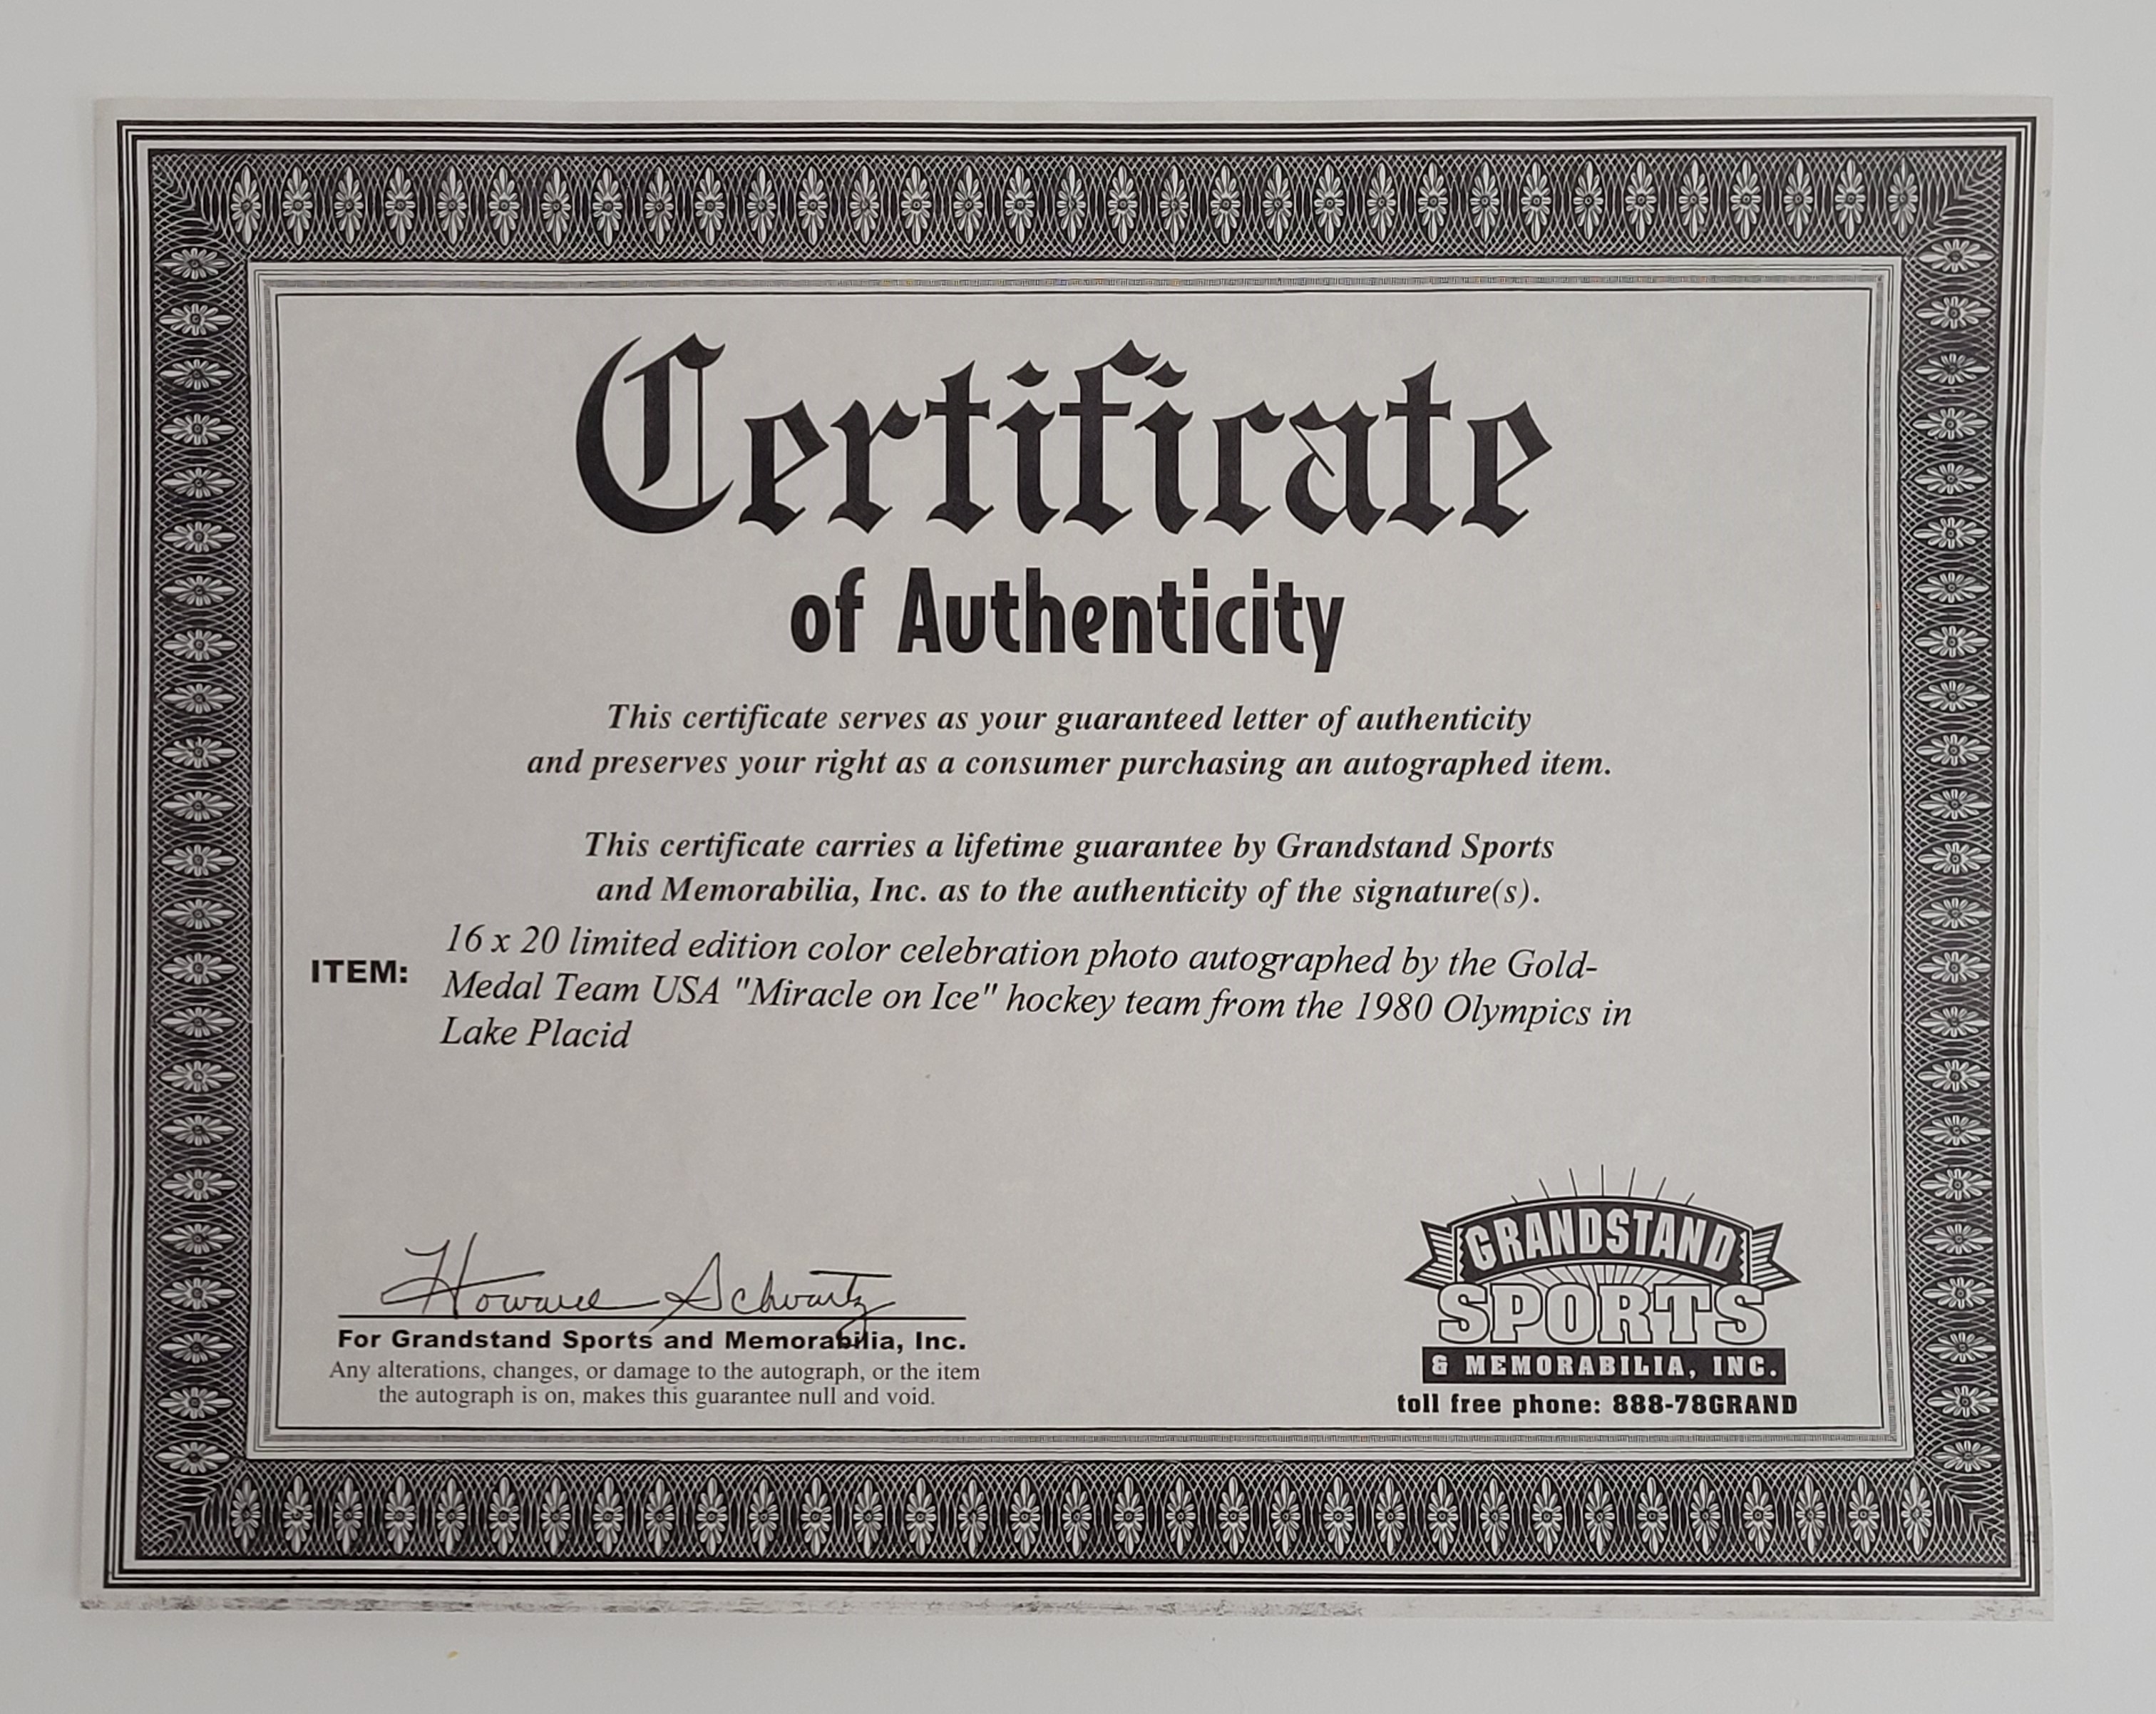 Certificate
of Authenticity
This certificate serves as your guaranteed letter of authenticity
and preserves your right as a consumer purchasing an autographed item.
This certificate carries a lifetime guarantee by Grandstand Sports
and Memorabilia, Inc. as to the authenticity of the signature(s).
ITEM: 16 x 20 limited edition color celebration photo autographed by the Gold-
Medal Team USA "Miracle on Ice" hockey team from the 1980 Olympics in
Lake Placid
Howard Schwartz
For Grandstand Sports and Memorabilia, Inc.
Any alterations, changes, or damage to the autograph, or the item
the autograph is on, makes this guarantee null and void.
GRANDSTAND
SPORTS
& MEMORABILIA, INC.
toll free phone: 888-78GRAND